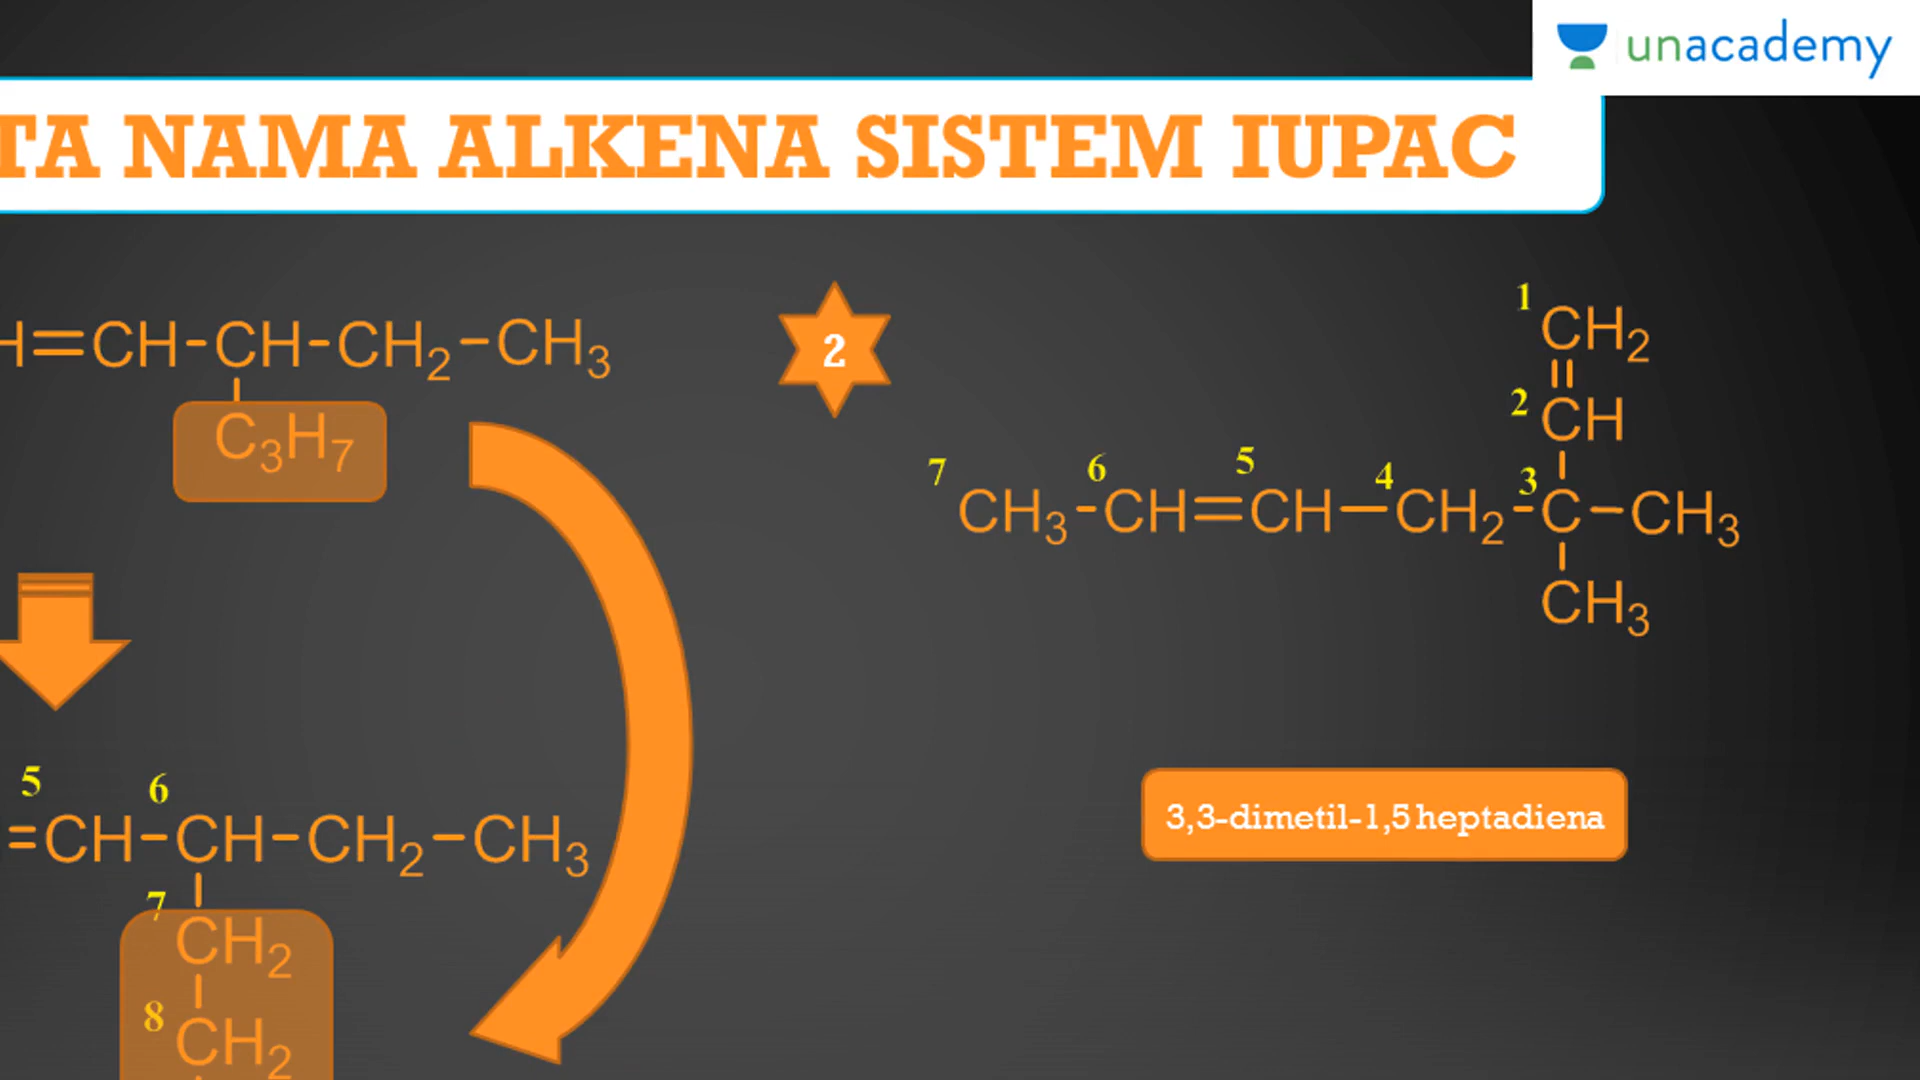 unacademy
TA NAMA ALKENA SISTEM IUPAC
H=CH-CH-CH₂-CH₃
C₃H₇
2
1
CH₂
2
CH
7 6 5 4 3
CH₃-CH=CH-CH₂-C-CH₃
CH₃
5 6
=CH-CH-CH₂-CH₃
7
CH₂
8
CH₂
3,3-dimetil-1,5 heptadiena